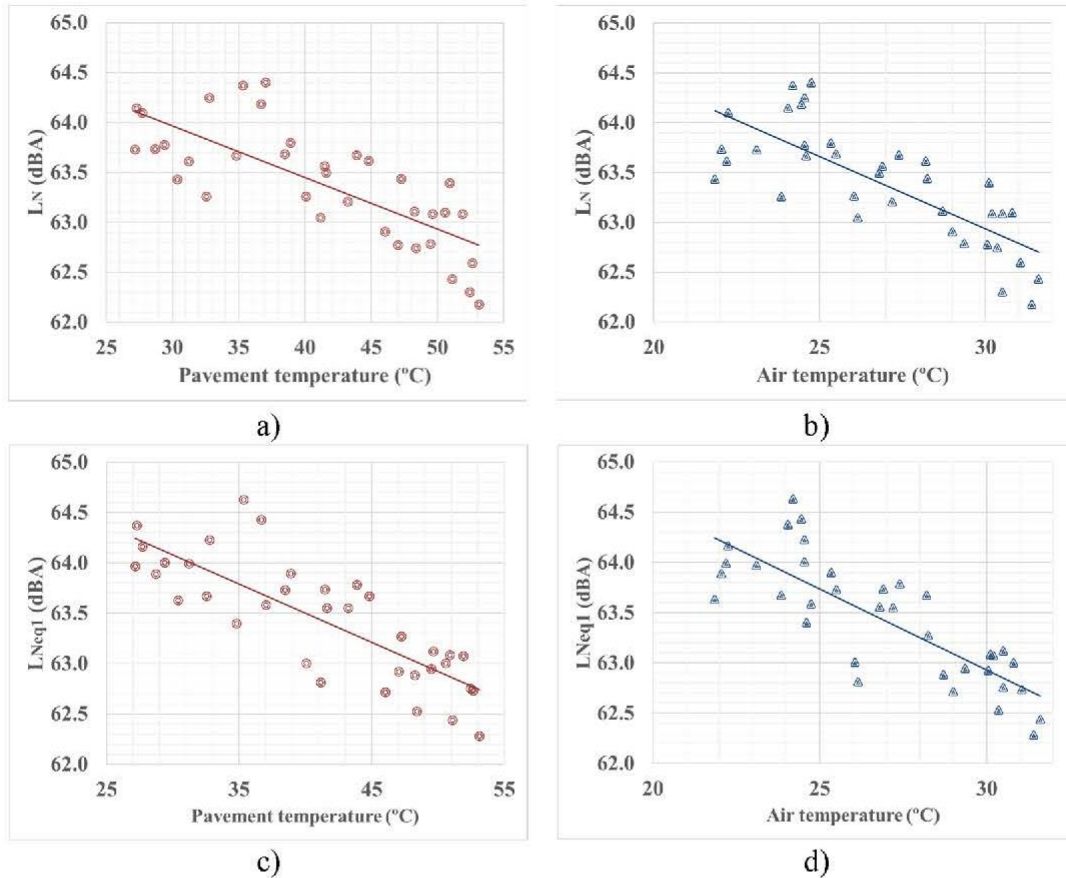 65.0
64.5
64.0
63.5
63.0
62.5
62.0
LN (dBA)
25 30 35 40 45 50 55
Pavement temperature (ºC)
a)
65.0
64.5
64.0
63.5
63.0
62.5
62.0
LN (dBA)
20 25 30
Air temperature (ºC)
b)
65.0
64.5
64.0
63.5
63.0
62.5
62.0
LNeq1 (dBA)
25 35 45 55
Pavement temperature (ºC)
c)
65.0
64.5
64.0
63.5
63.0
62.5
62.0
LNeq1 (dBA)
20 25 30
Air temperature (ºC)
d)